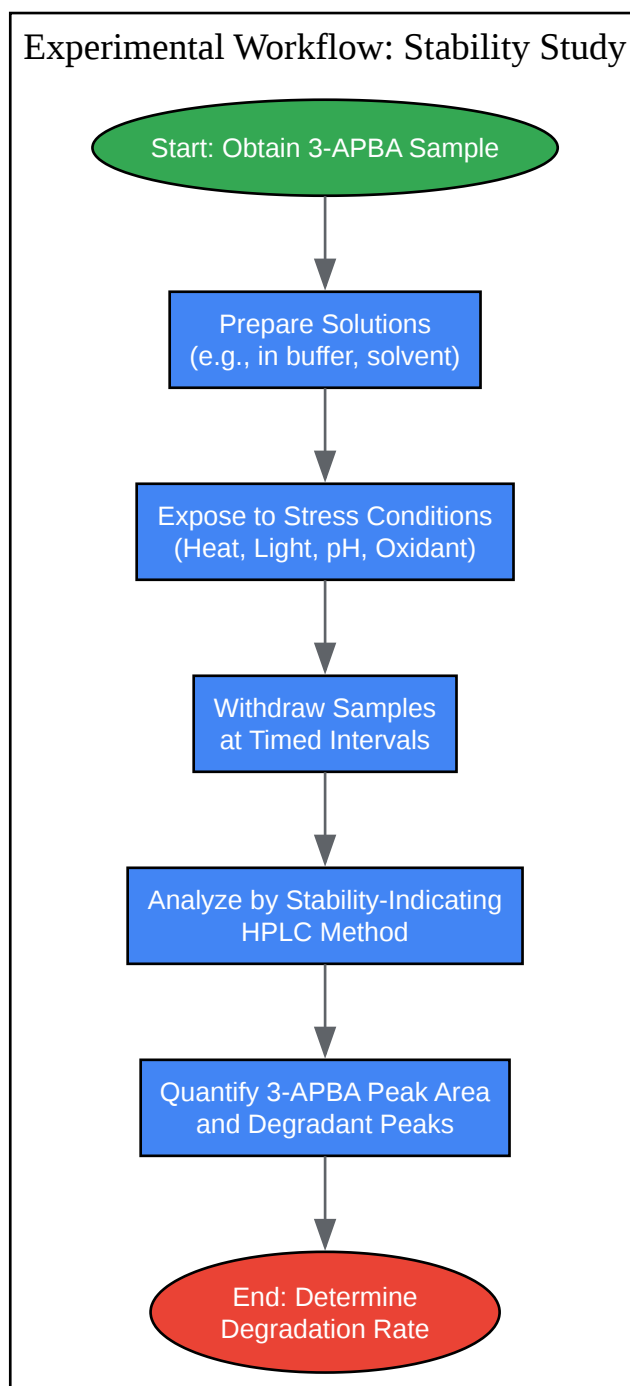 Experimental Workflow: Stability Study
Start: Obtain 3-APBA Sample
Prepare Solutions
(e.g., in buffer, solvent)
Expose to Stress Conditions
(Heat, Light, pH, Oxidant)
Withdraw Samples
at Timed Intervals
Analyze by Stability-Indicating
HPLC Method
Quantify 3-APBA Peak Area
and Degradant Peaks
End: Determine
Degradation Rate